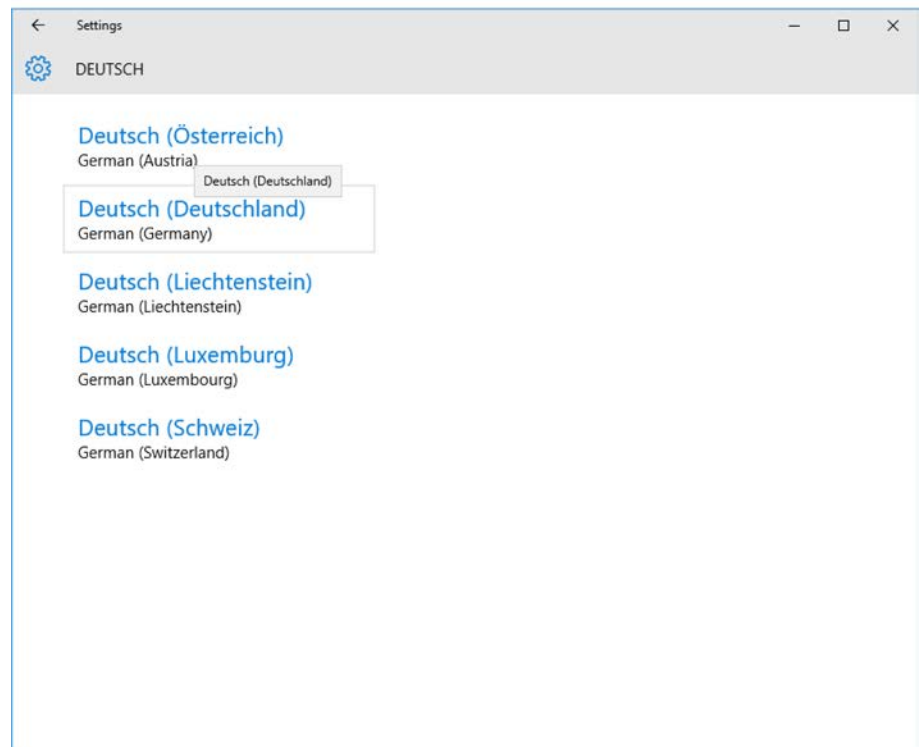 Settings
DEUTSCH
Deutsch (Österreich)
German (Austria)
Deutsch (Deutschland)
Deutsch (Deutschland)
German (Germany)
Deutsch (Liechtenstein)
German (Liechtenstein)
Deutsch (Luxemburg)
German (Luxembourg)
Deutsch (Schweiz)
German (Switzerland)